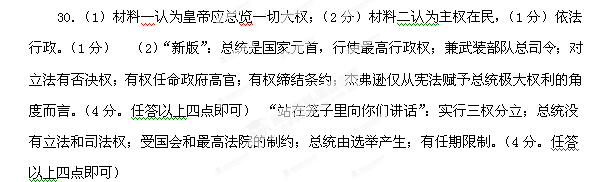 30.（1）材料一认为皇帝应总览一切大权；（2分）材料二认为主权在民，（1分）依法
行政。（1分）　（2）“新版”：总统是国家元首，行使最高行政权；兼武装部队总司令；对
立法有否决权；有权任命政府高官；有权缔结条约；杰弗逊仅从宪法赋予总统极大权利的角
度而言。（4分。任答以上四点即可）　“站在笼子里向你们讲话”：实行三权分立；总统没
有立法和司法权；受国会和最高法院的制约；总统由选举产生；有任期限制。（4分。任答
以上四点即可）